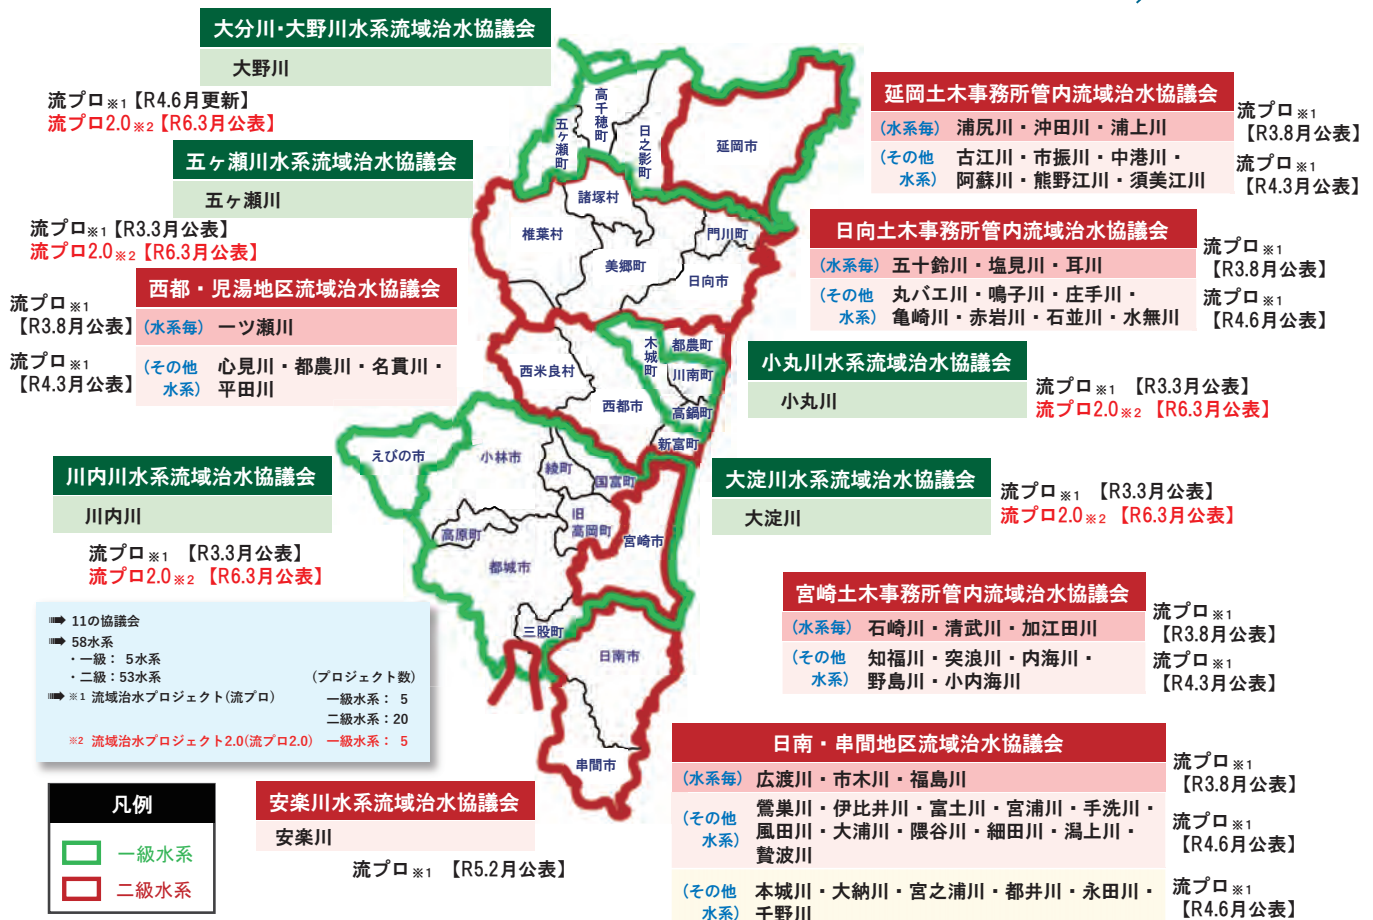 大分川・大野川水系流域治水協議会
大野川
流プロ※1【R4.6月更新】
流プロ2.0※2【R6.3月公表】
五ヶ瀬川水系流域治水協議会
五ヶ瀬川
流プロ※1【R3.3月公表】
流プロ2.0※2【R6.3月公表】
西都・児湯地区流域治水協議会
流プロ※1
【R3.8月公表】
(水系毎) 一ツ瀬川
流プロ※1
【R4.3月公表】
(その他 心見川・都農川・名貫川・
水系) 平田川
川内川水系流域治水協議会
川内川
流プロ※1 【R3.3月公表】
流プロ2.0※2 【R6.3月公表】
11の協議会
58水系
・一級： 5水系
・二級：53水系
(プロジェクト数)
※1 流域治水プロジェクト(流プロ) 一級水系： 5
二級水系：20
※2 流域治水プロジェクト2.0(流プロ2.0) 一級水系： 5
凡例
一級水系
二級水系
安楽川水系流域治水協議会
安楽川
流プロ※1 【R5.2月公表】
五ヶ瀬町
高千穂町
日之影町
延岡市
諸塚村
椎葉村
門川町
美郷町
日向市
木城町
都農町
西米良村
川南町
西都市
高鍋町
新富町
えびの市
小林市
綾町
国富町
旧
高岡町
高原町
宮崎市
都城市
三股町
日南市
串間市
延岡土木事務所管内流域治水協議会
(水系毎) 浦尻川・沖田川・浦上川
流プロ※1
【R3.8月公表】
(その他 古江川・市振川・中港川・
水系) 阿蘇川・熊野江川・須美江川
流プロ※1
【R4.3月公表】
日向土木事務所管内流域治水協議会
(水系毎) 五十鈴川・塩見川・耳川
流プロ※1
【R3.8月公表】
(その他 丸バエ川・鳴子川・庄手川・
水系) 亀崎川・赤岩川・石並川・水無川
流プロ※1
【R4.6月公表】
小丸川水系流域治水協議会
小丸川
流プロ※1 【R3.3月公表】
流プロ2.0※2 【R6.3月公表】
大淀川水系流域治水協議会
大淀川
流プロ※1 【R3.3月公表】
流プロ2.0※2 【R6.3月公表】
宮崎土木事務所管内流域治水協議会
(水系毎) 石崎川・清武川・加江田川
流プロ※1
【R3.8月公表】
(その他 知福川・突浪川・内海川・
水系) 野島川・小内海川
流プロ※1
【R4.3月公表】
日南・串間地区流域治水協議会
(水系毎) 広渡川・市木川・福島川
流プロ※1
【R3.8月公表】
(その他 鶯巣川・伊比井川・富土川・宮浦川・手洗川・
水系) 風田川・大浦川・隈谷川・細田川・潟上川・
贄波川
流プロ※1
【R4.6月公表】
(その他 本城川・大納川・宮之浦川・都井川・永田川・
水系) 千野川
流プロ※1
【R4.6月公表】